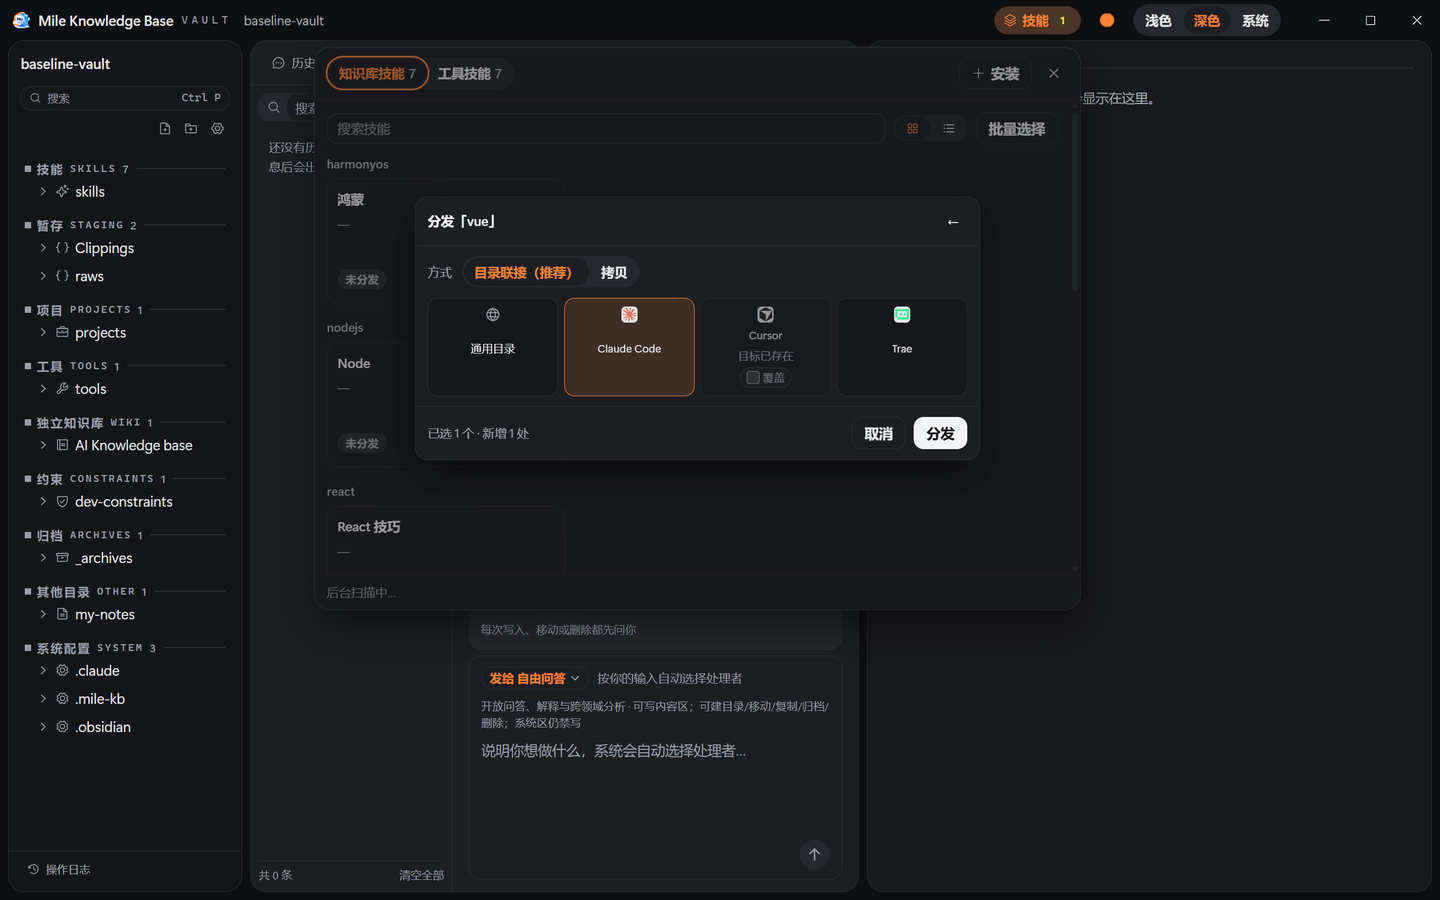 Mile Knowledge Base VAULT baseline-vault
技能 1
浅色 深色 系统
baseline-vault
搜索 Ctrl P
技能 SKILLS 7
skills
暂存 STAGING 2
Clippings
raws
项目 PROJECTS 1
projects
工具 TOOLS 1
tools
独立知识库 WIKI 1
AI Knowledge base
约束 CONSTRAINTS 1
dev-constraints
归档 ARCHIVES 1
_archives
其他目录 OTHER 1
my-notes
系统配置 SYSTEM 3
.claude
.mile-kb
.obsidian
操作日志
历史
搜索
还没有历
息后会出
共 0 条 清空全部
知识库技能 7 工具技能 7
安装
搜索技能
批量选择
harmonyos
鸿蒙
—
未分发
nodejs
Node
—
未分发
react
React 技巧
—
后台扫描中...
分发「vue」
方式 目录联接（推荐） 拷贝
通用目录
Claude Code
Cursor
目标已存在
覆盖
Trae
已选 1 个 · 新增 1 处
取消 分发
每次写入、移动或删除都先问你
发给 自由问答 按你的输入自动选择处理者
开放问答、解释与跨领域分析 · 可写内容区；可建目录/移动/复制/归档/
删除；系统区仍禁写
说明你想做什么，系统会自动选择处理者...
显示在这里。